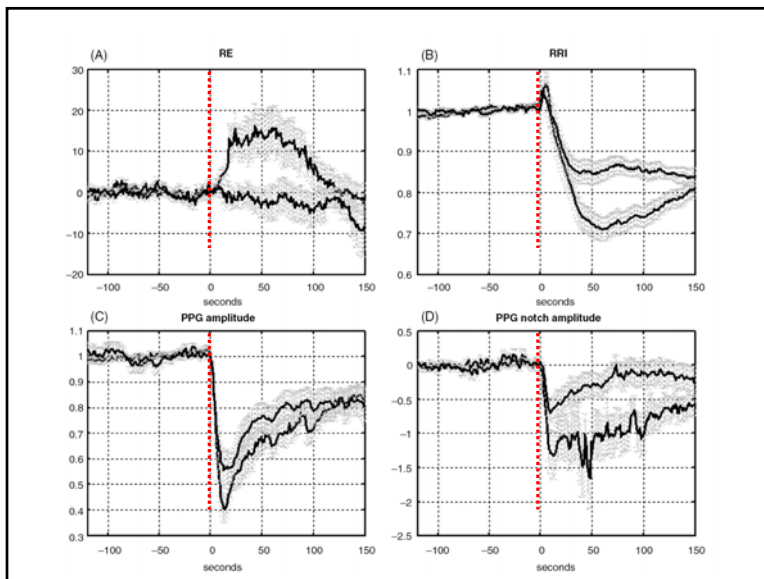 (A) RE
30
20
10
0
−10
−20
−100 −50 0 50 100 150
seconds
(B) RRI
1.1
1
0.9
0.8
0.7
0.6
−100 −50 0 50 100 150
seconds
(C) PPG amplitude
1.1
1
0.9
0.8
0.7
0.6
0.5
0.4
0.3
−100 −50 0 50 100 150
seconds
(D) PPG notch amplitude
0.5
0
−0.5
−1
−1.5
−2
−2.5
−100 −50 0 50 100 150
seconds